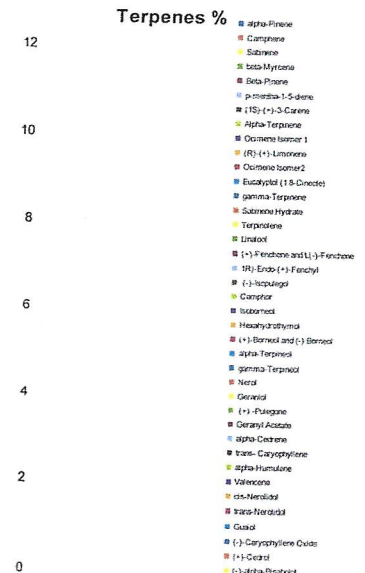 Terpenes %
12
10
8
6
4
2
0
alpha-Pinene
Camphene
Sabinene
beta-Myrcene
Beta-Pinene
p-mentha-1-5-diene
(1S)-(+)-3-Carene
Alpha-Terpinene
Ocimene Isomer 1
(R)-(+)-Limonene
Ocimene Isomer2
Eucalyptol (1 8-Cineole)
gamma-Terpinene
Sabinene Hydrate
Terpinolene
Linalool
(+)-Fenchone and L(-)-Fenchone
1R)-Endo-(+)-Fenchyl
(-)-Isopulegol
Camphor
Isoborneol
Hexahydrothymol
(+)-Borneol and (-) Borneol
alpha-Terpineol
gamma-Terpineol
Nerol
Geraniol
(+) -Pulegone
Geranyl Acetate
alpha-Cedrene
trans- Caryophyllene
alpha-Humulane
Valencene
cis-Nerolidol
trans-Nerolidol
Guaiol
(-)-Caryophyllene Oxide
(+)-Cedrol
(-)-alpha-Bisabolol